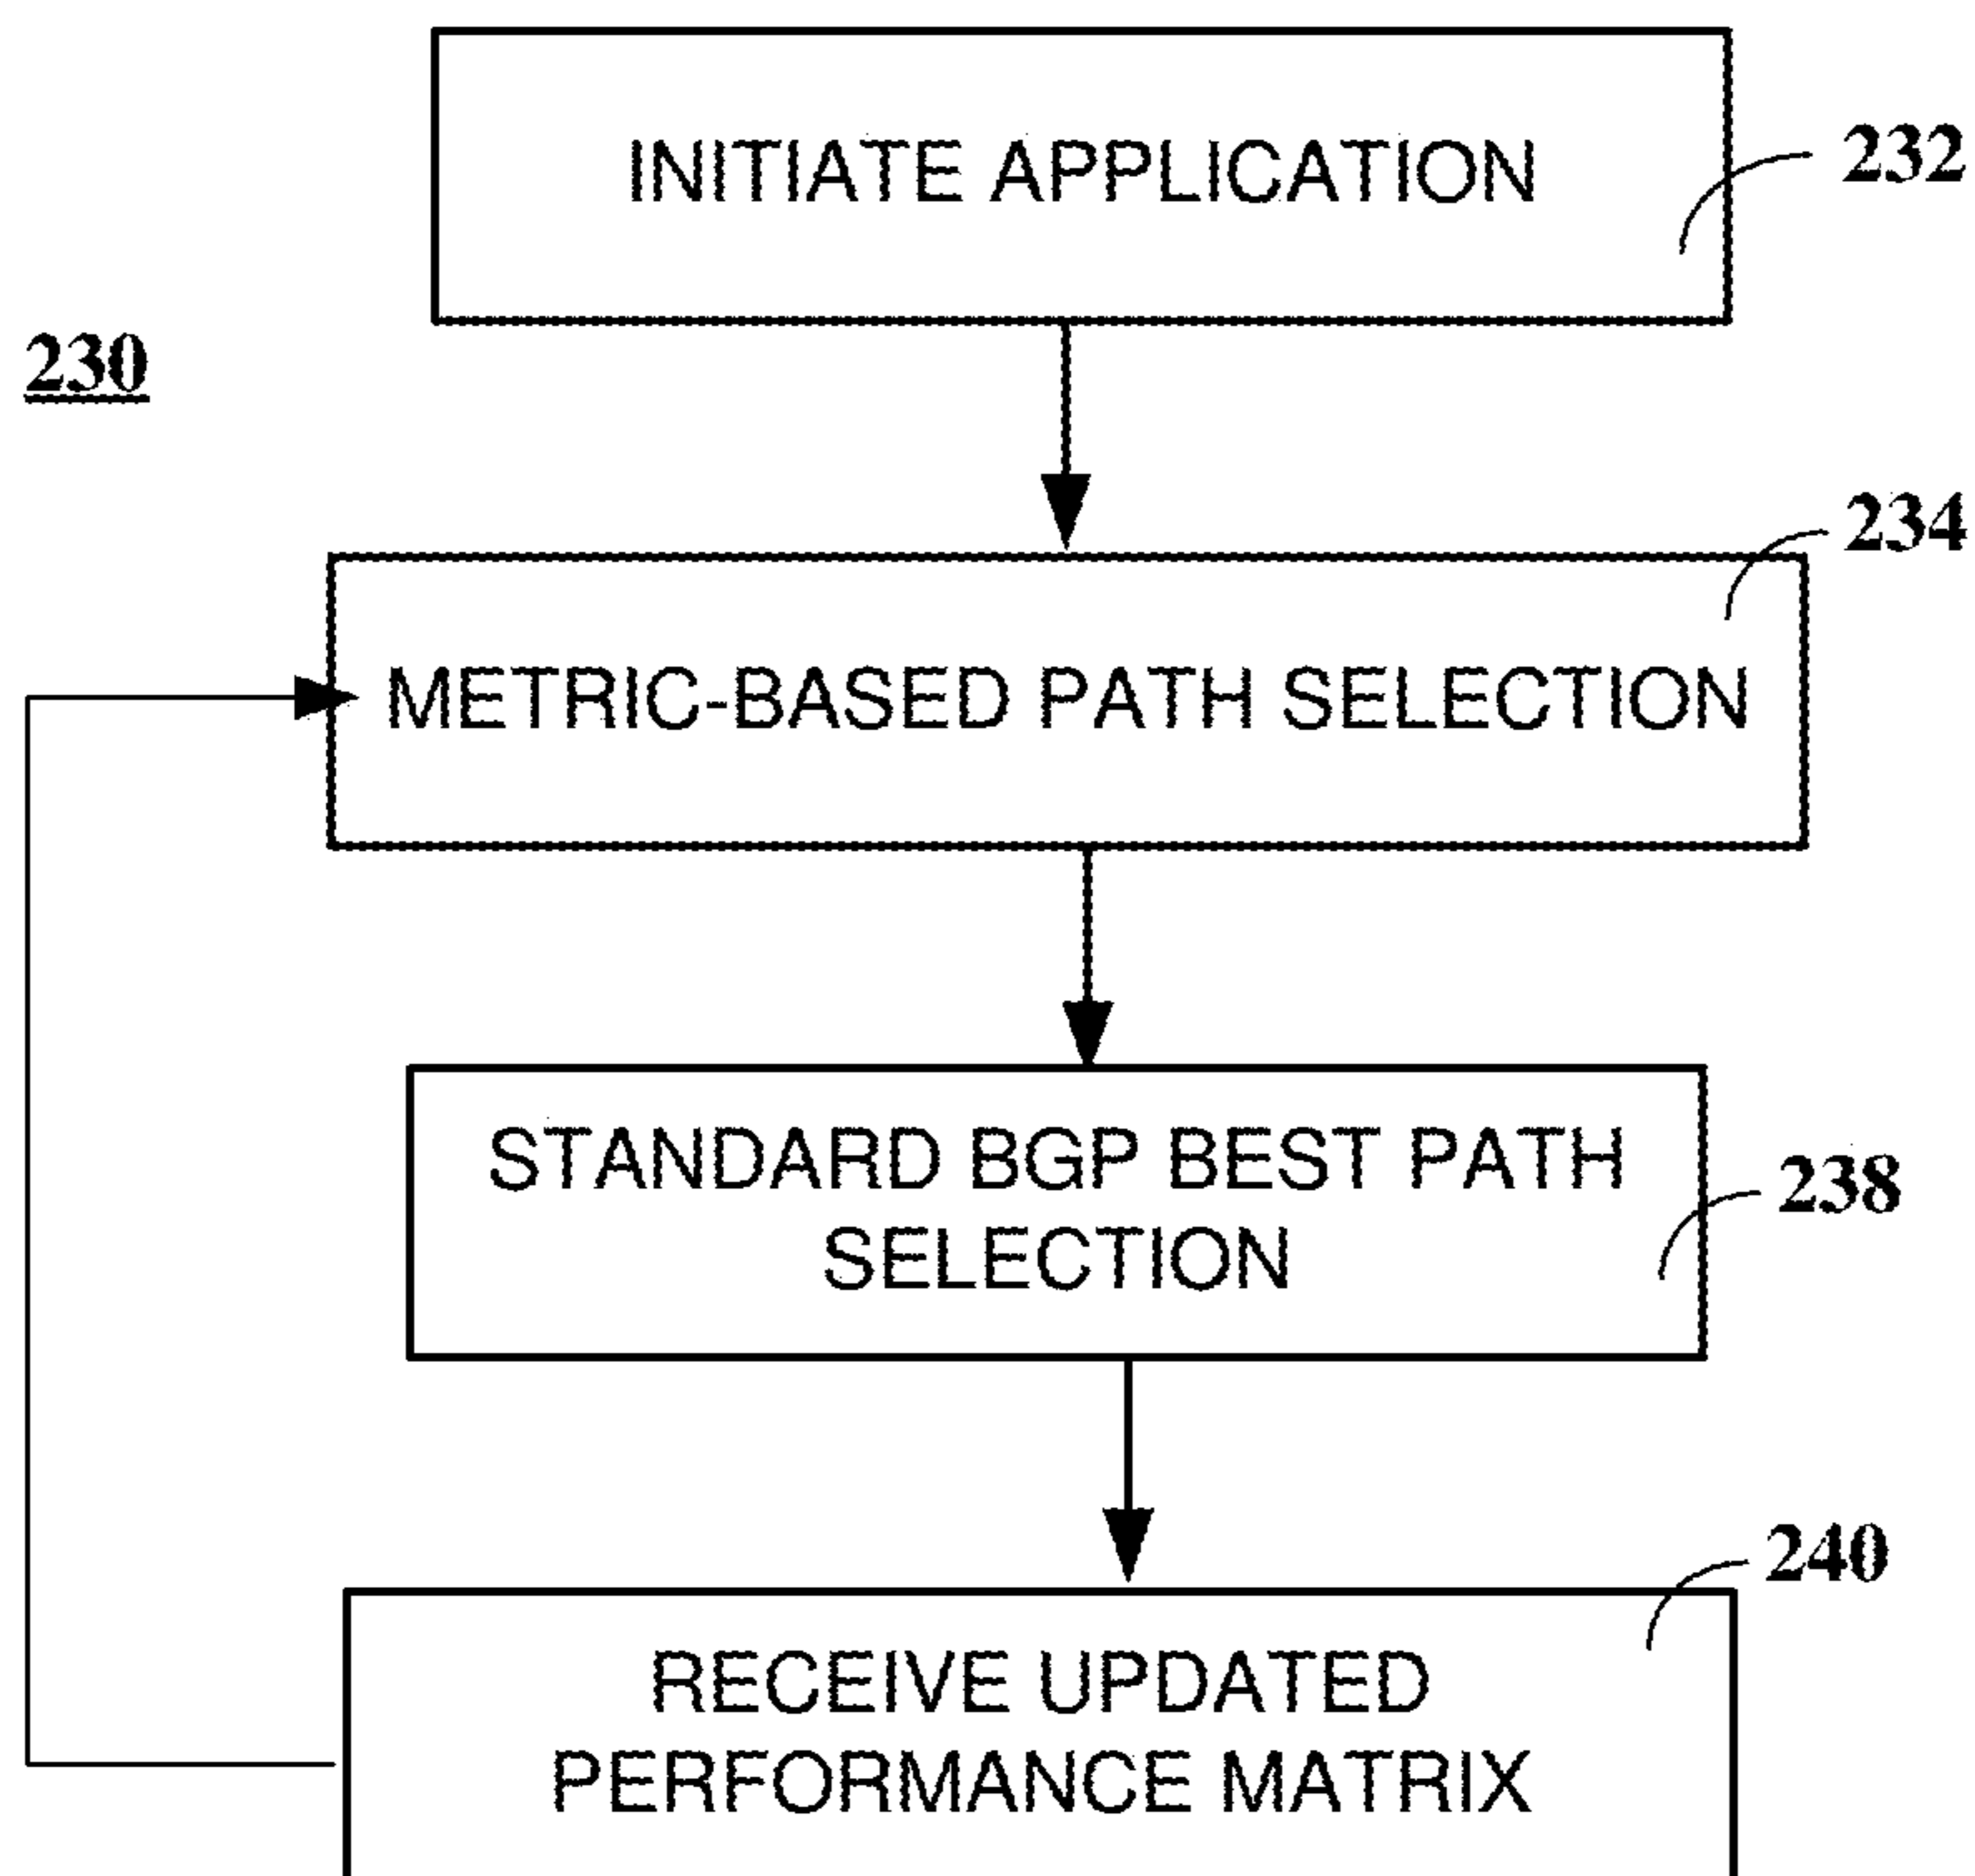 INITIATE APPLICATION
232
230
234
METRIC-BASED PATH SELECTION
STANDARD BGP BEST PATH
SELECTION
238
240
RECEIVE UPDATED
PERFORMANCE MATRIX